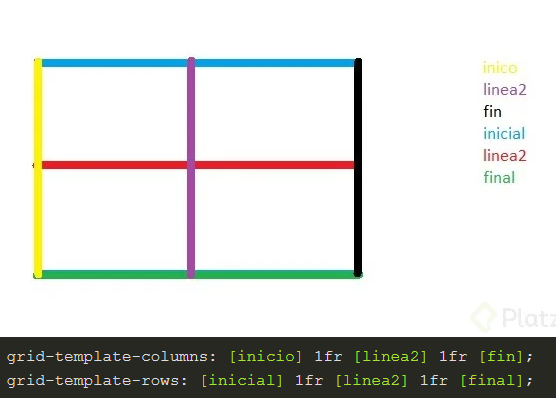 inico
linea2
fin
inicial
linea2
final
Platz
grid-template-columns: [inicio] 1fr [linea2] 1fr [fin];
grid-template-rows: [inicial] 1fr [linea2] 1fr [final];